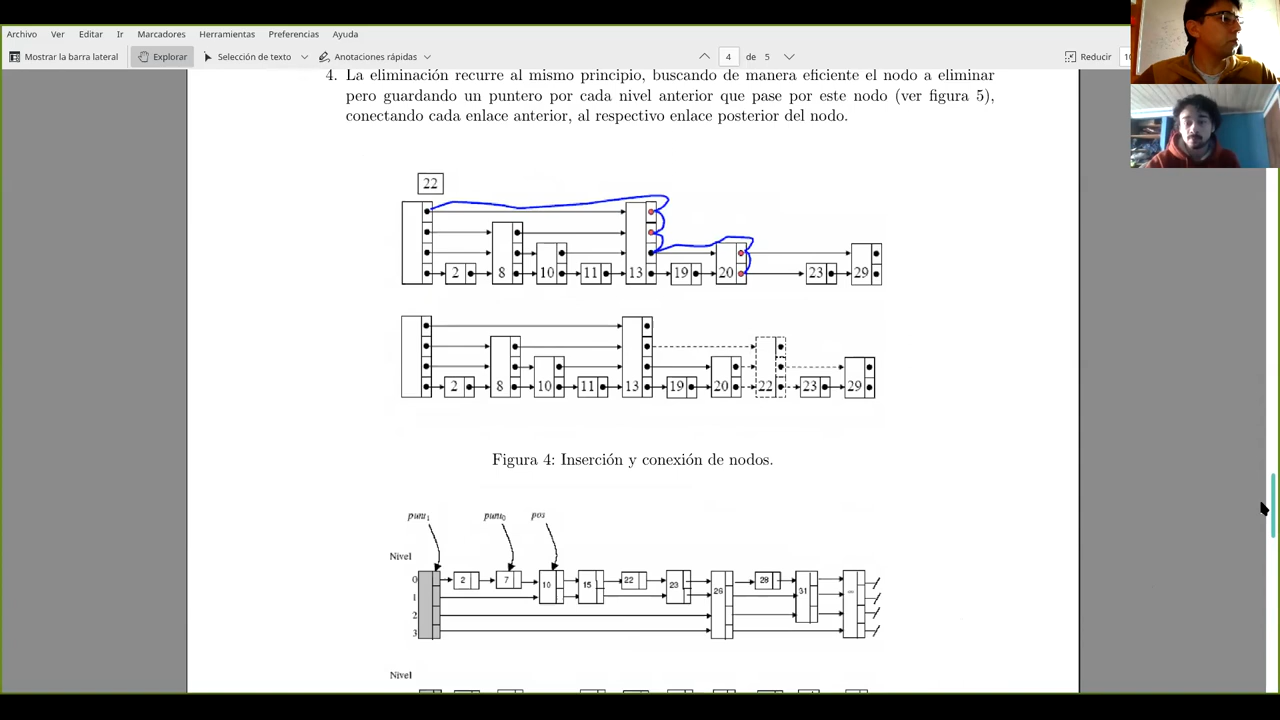 Archivo Ver Editar Ir Marcadores Herramientas Preferencias Ayuda
Mostrar la barra lateral Explorar Selección de texto Anotaciones rápidas 4 de 5 Reducir
4. La eliminación recurre al mismo principio, buscando de manera eficiente el nodo a eliminar
pero guardando un puntero por cada nivel anterior que pase por este nodo (ver figura 5),
conectando cada enlace anterior, al respectivo enlace posterior del nodo.
22
2 8 10 11 13 19 20 23 29
2 8 10 11 13 19 20 22 23 29
Figura 4: Inserción y conexión de nodos.
punt1 punt0 pos
Nivel
0 2 7 10 15 22 23 26 28 31
1
2
3
Nivel